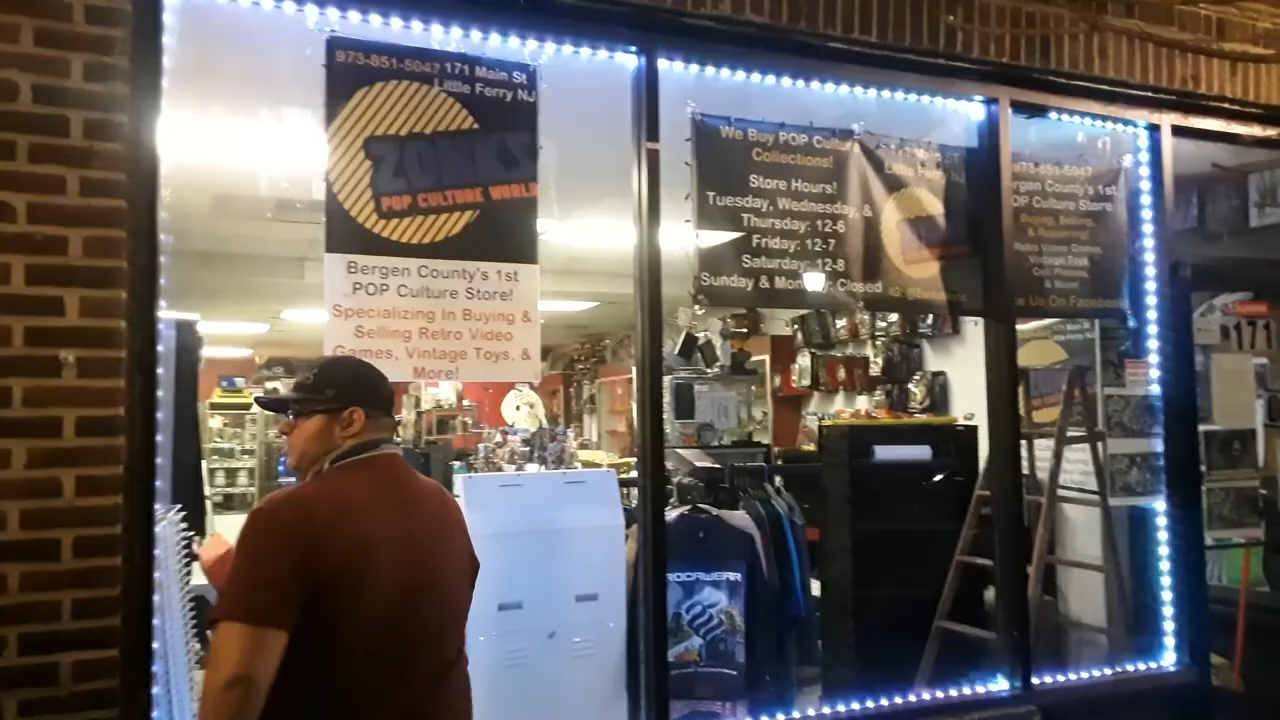 973-851-5047 171 Main St
Little Ferry NJ
ZONKS
POP CULTURE WORLD
Bergen County's 1st
POP Culture Store!
Specializing In Buying &
Selling Retro Video
Games, Vintage Toys, &
More!
We Buy POP Culture
Collections!
Store Hours!
Tuesday, Wednesday, &
Thursday: 12-6
Friday: 12-7
Saturday: 12-8
Sunday & Monday: Closed
Little Ferry NJ
973-851-5047
ergen County's 1st
POP Culture Store
Buying, Selling,
& Repairing
Retro Video Games,
Vintage Toys,
Cell Phones,
& More!
Us On Facebook
ROCAWEAR
171